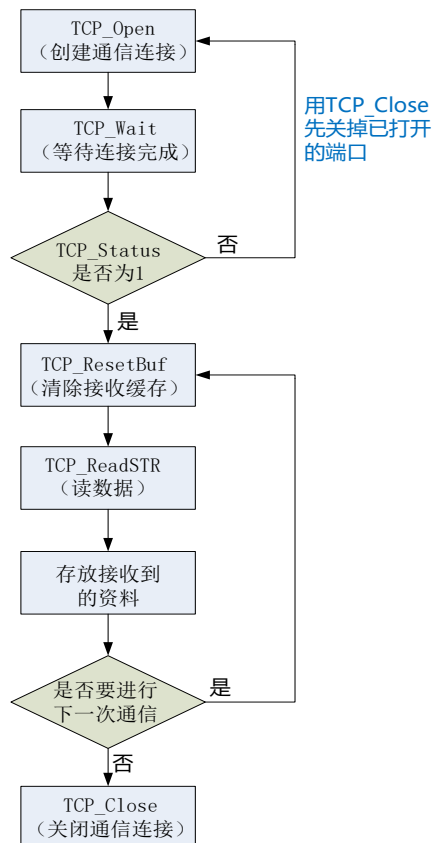 TCP_Open
（创建通信连接）
用TCP_Close
先关掉已打开
的端口
TCP_Wait
（等待连接完成）
TCP_Status
是否为1
否
是
TCP_ResetBuf
（清除接收缓存）
TCP_ReadSTR
（读数据）
存放接收到
的资料
是否要进行
下一次通信
是
否
TCP_Close
（关闭通信连接）